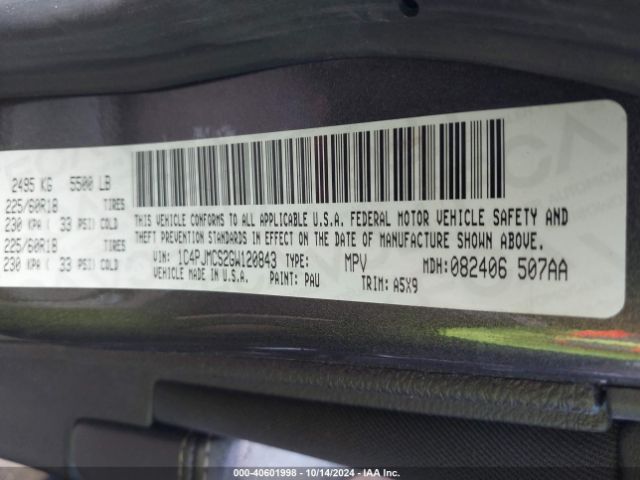 2495 KG 5500 LB
225/60R18 TIRES
230 KPA ( 33 PSI) COLD
225/60R18 TIRES
230 KPA ( 33 PSI) COLD
THIS VEHICLE CONFORMS TO ALL APPLICABLE U.S.A. FEDERAL MOTOR VEHICLE SAFETY AND
THEFT PREVENTION STANDARDS IN EFFECT ON THE DATE OF MANUFACTURE SHOWN ABOVE.
VIN: 1C4PJMCS2GW120843 TYPE: MPV MDH: 082406 507AA
VEHICLE MADE IN U.S.A. PAINT: PAU TRIM: A5X9
000-40601998 | 10/14/2024 | IAA Inc.